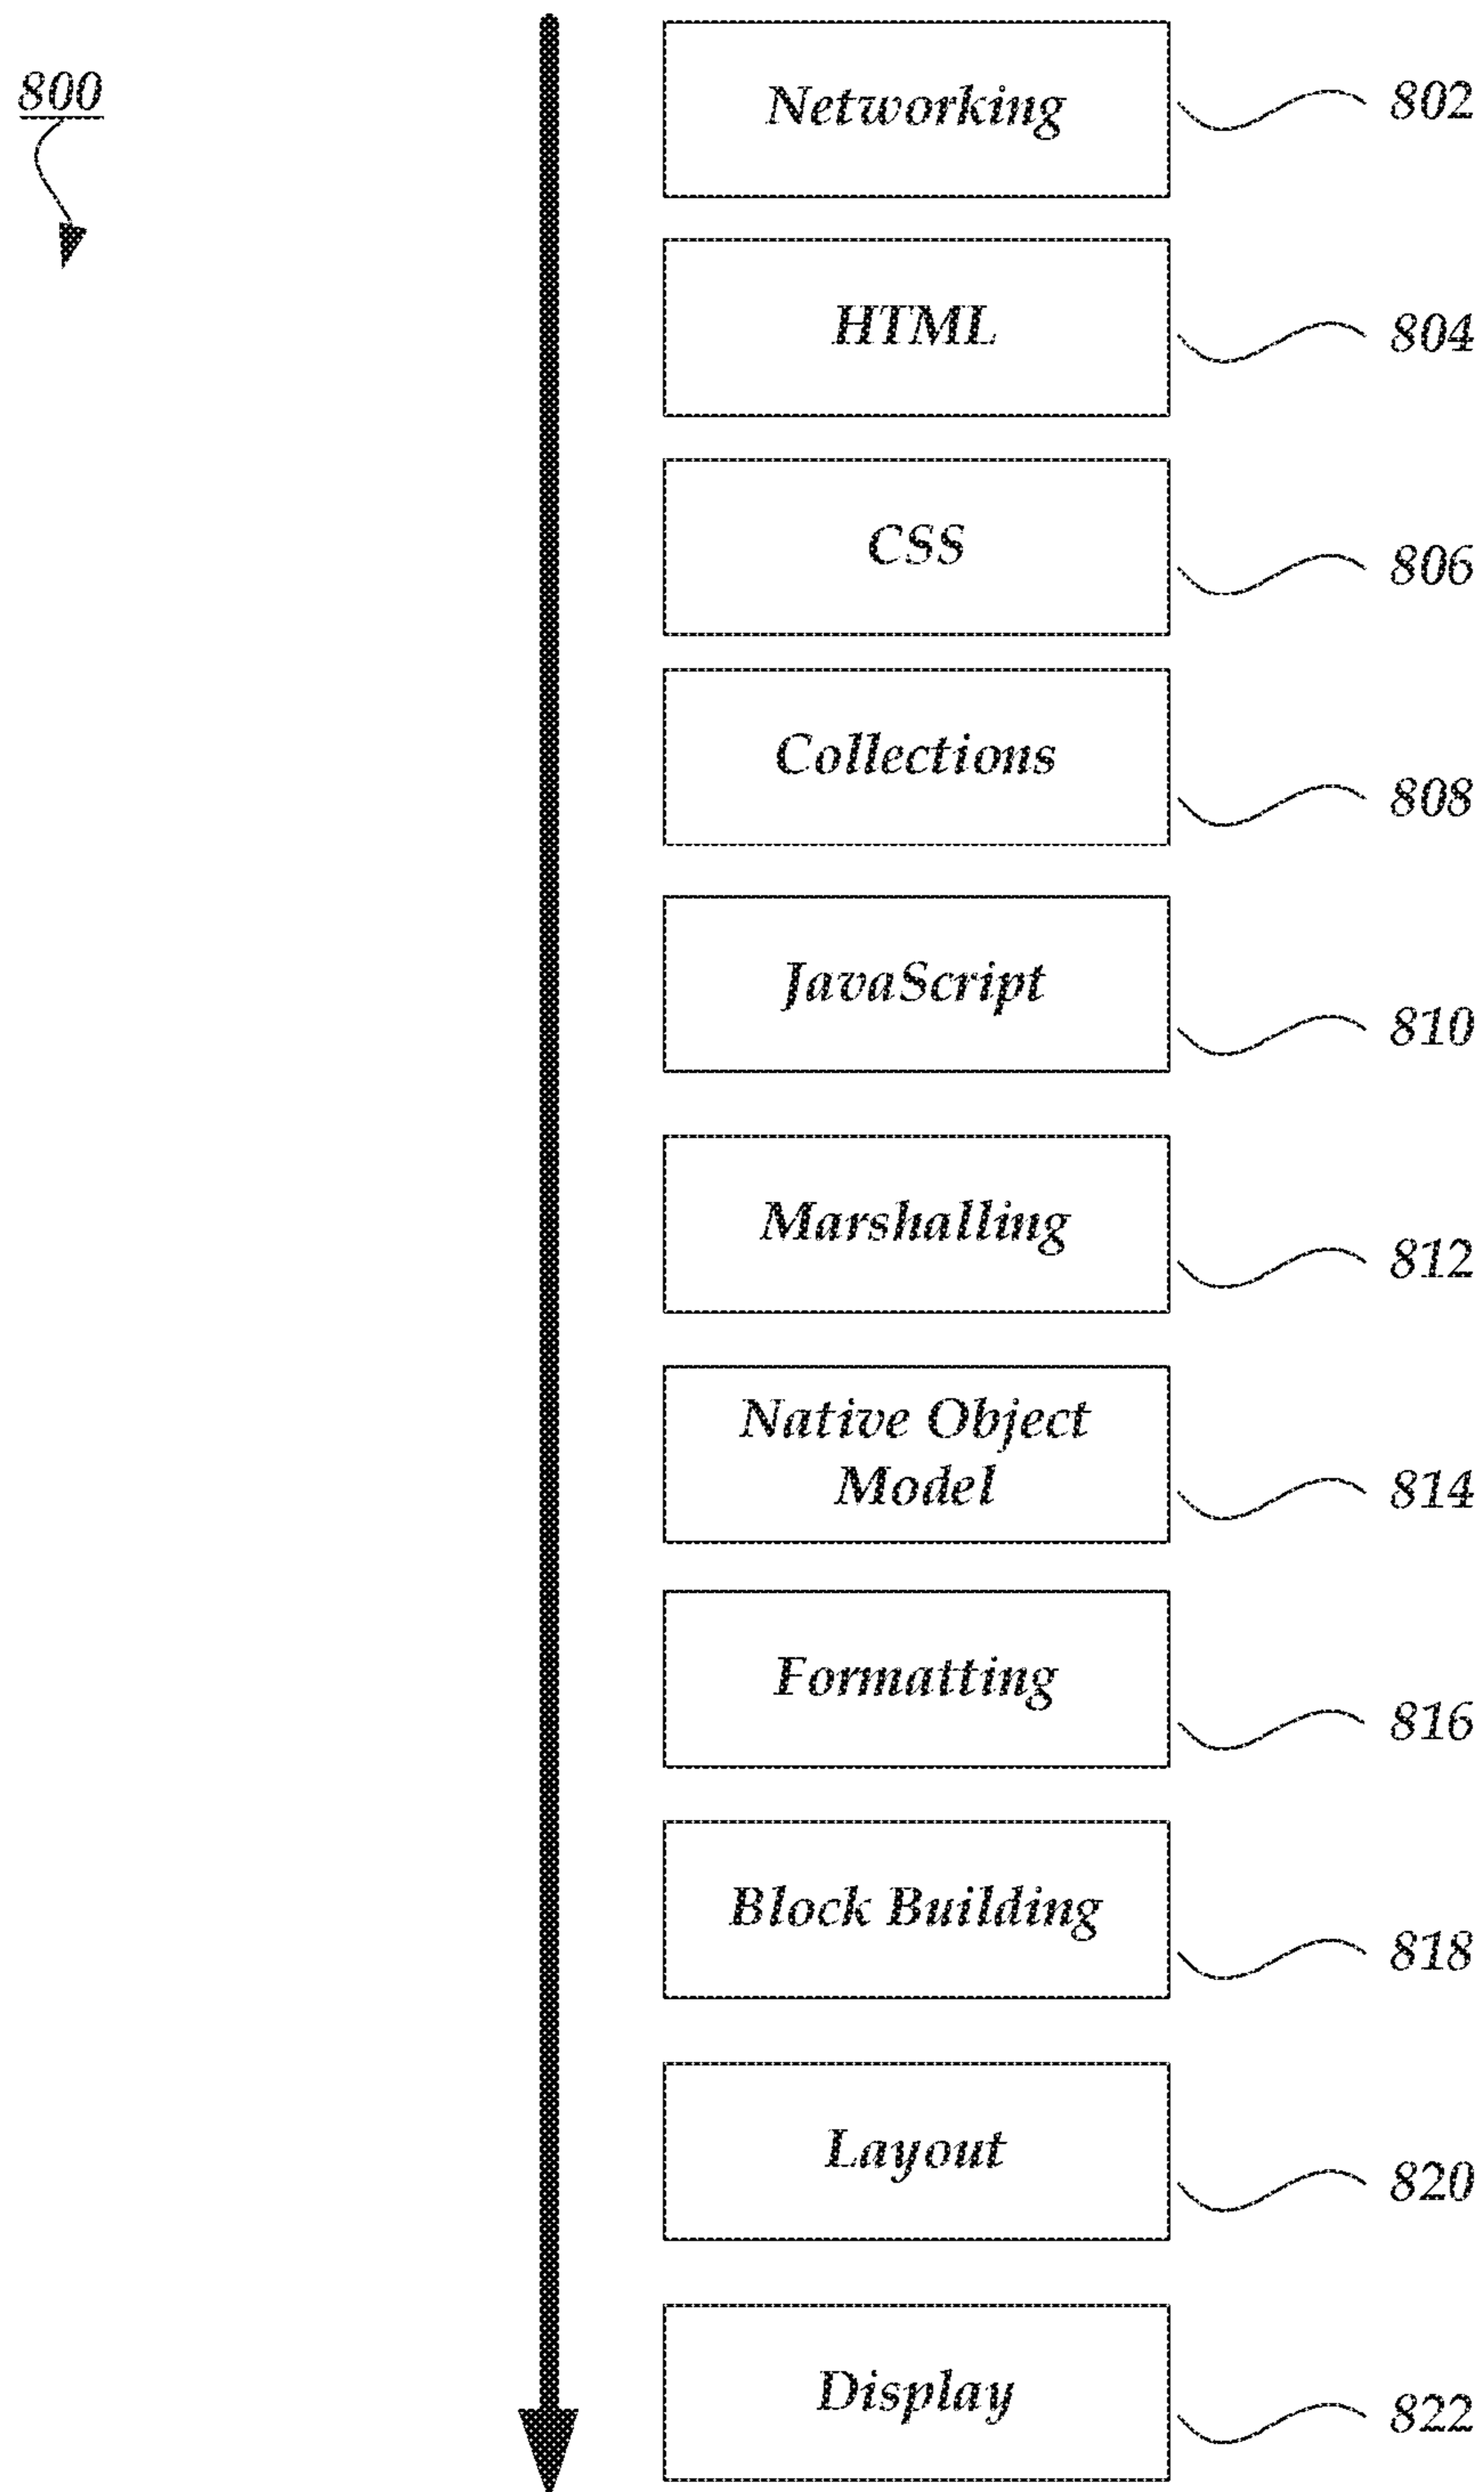 800
Networking
802
HTML
804
CSS
806
Collections
808
JavaScript
810
Marshalling
812
Native Object
Model
814
Formatting
816
Block Building
818
Layout
820
Display
822